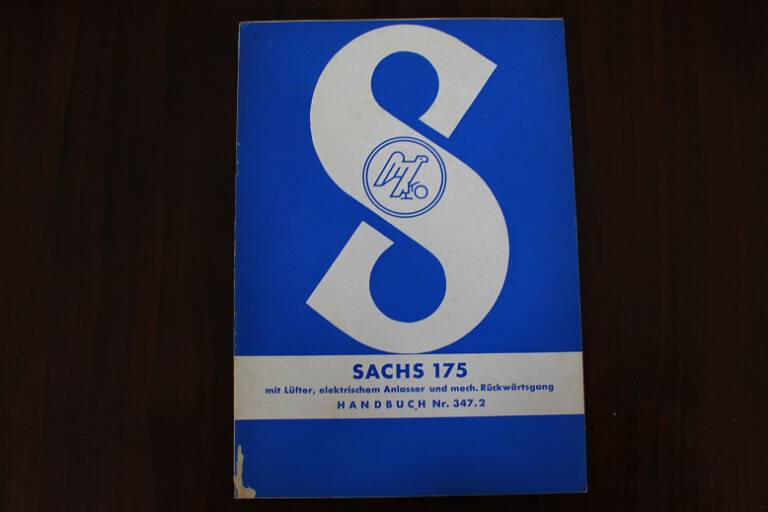 S
SACHS 175
mit Lüfter, elektrischem Anlasser und mech. Rückwärtsgang
HANDBUCH Nr. 347.2